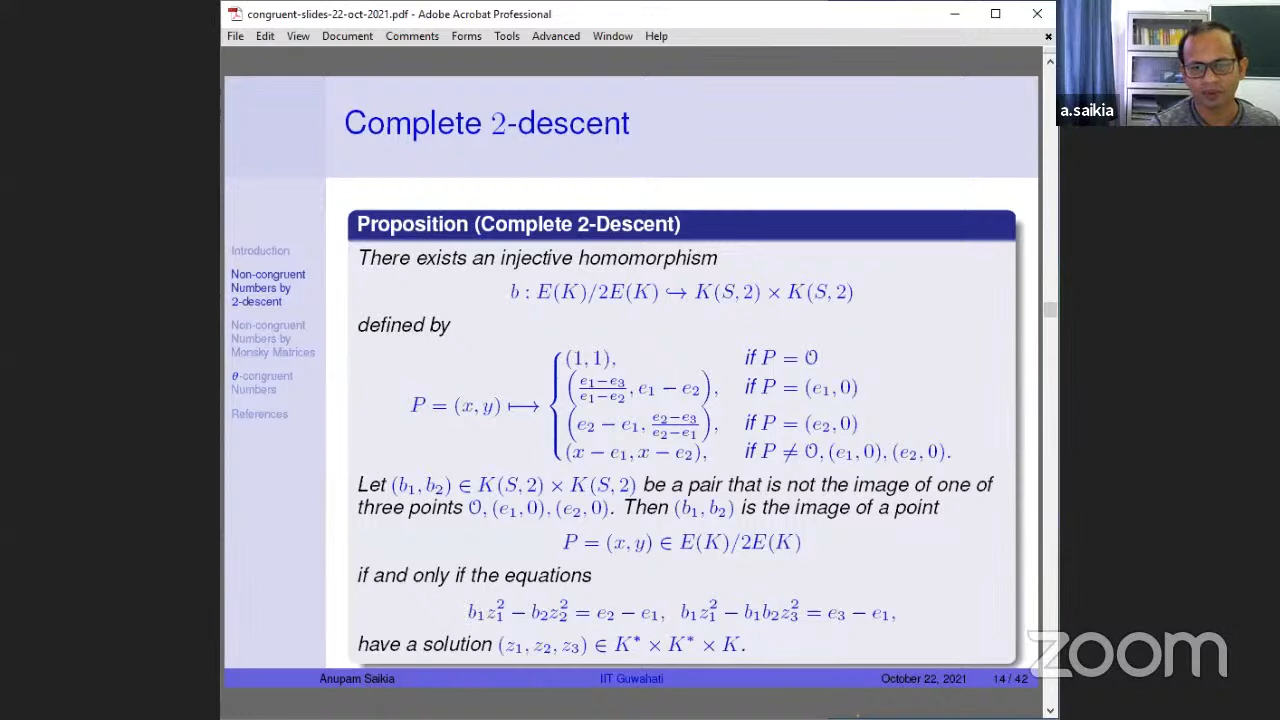 congruent-slides-22-oct-2021.pdf - Adobe Acrobat Professional
File Edit View Document Comments Forms Tools Advanced Window Help
a.saikia
Complete 2-descent
Introduction
Non-congruent
Numbers by
2-descent
Non-congruent
Numbers by
Monsky Matrices
θ-congruent
Numbers
References
Proposition (Complete 2-Descent)
There exists an injective homomorphism
b : E(K)/2E(K) ↪ K(S, 2) × K(S, 2)
defined by
P = (x, y) ⟼
(1, 1), if P = O
((e₁−e₃)/(e₁−e₂), e₁ − e₂), if P = (e₁, 0)
(e₂ − e₁, (e₂−e₃)/(e₂−e₁)), if P = (e₂, 0)
(x − e₁, x − e₂), if P ≠ O, (e₁, 0), (e₂, 0).
Let (b₁, b₂) ∈ K(S, 2) × K(S, 2) be a pair that is not the image of one of
three points O, (e₁, 0), (e₂, 0). Then (b₁, b₂) is the image of a point
P = (x, y) ∈ E(K)/2E(K)
if and only if the equations
b₁z₁² − b₂z₂² = e₂ − e₁, b₁z₁² − b₁b₂z₃² = e₃ − e₁,
have a solution (z₁, z₂, z₃) ∈ K* × K* × K.
Anupam Saikia IIT Guwahati October 22, 2021 14 / 42
zoom